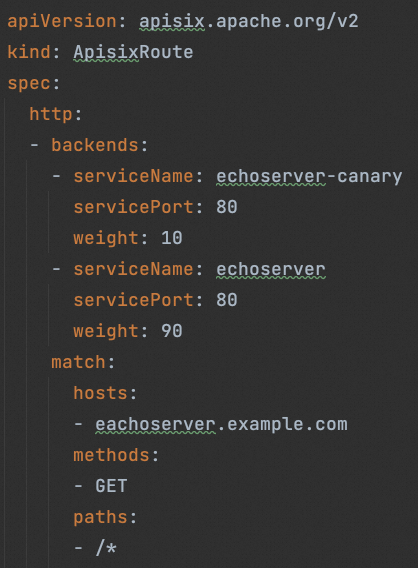 apiVersion: apisix.apache.org/v2
kind: ApisixRoute
spec:
  http:
  - backends:
    - serviceName: echoserver-canary
      servicePort: 80
      weight: 10
    - serviceName: echoserver
      servicePort: 80
      weight: 90
    match:
      hosts:
      - eachoserver.example.com
      methods:
      - GET
      paths:
      - /*